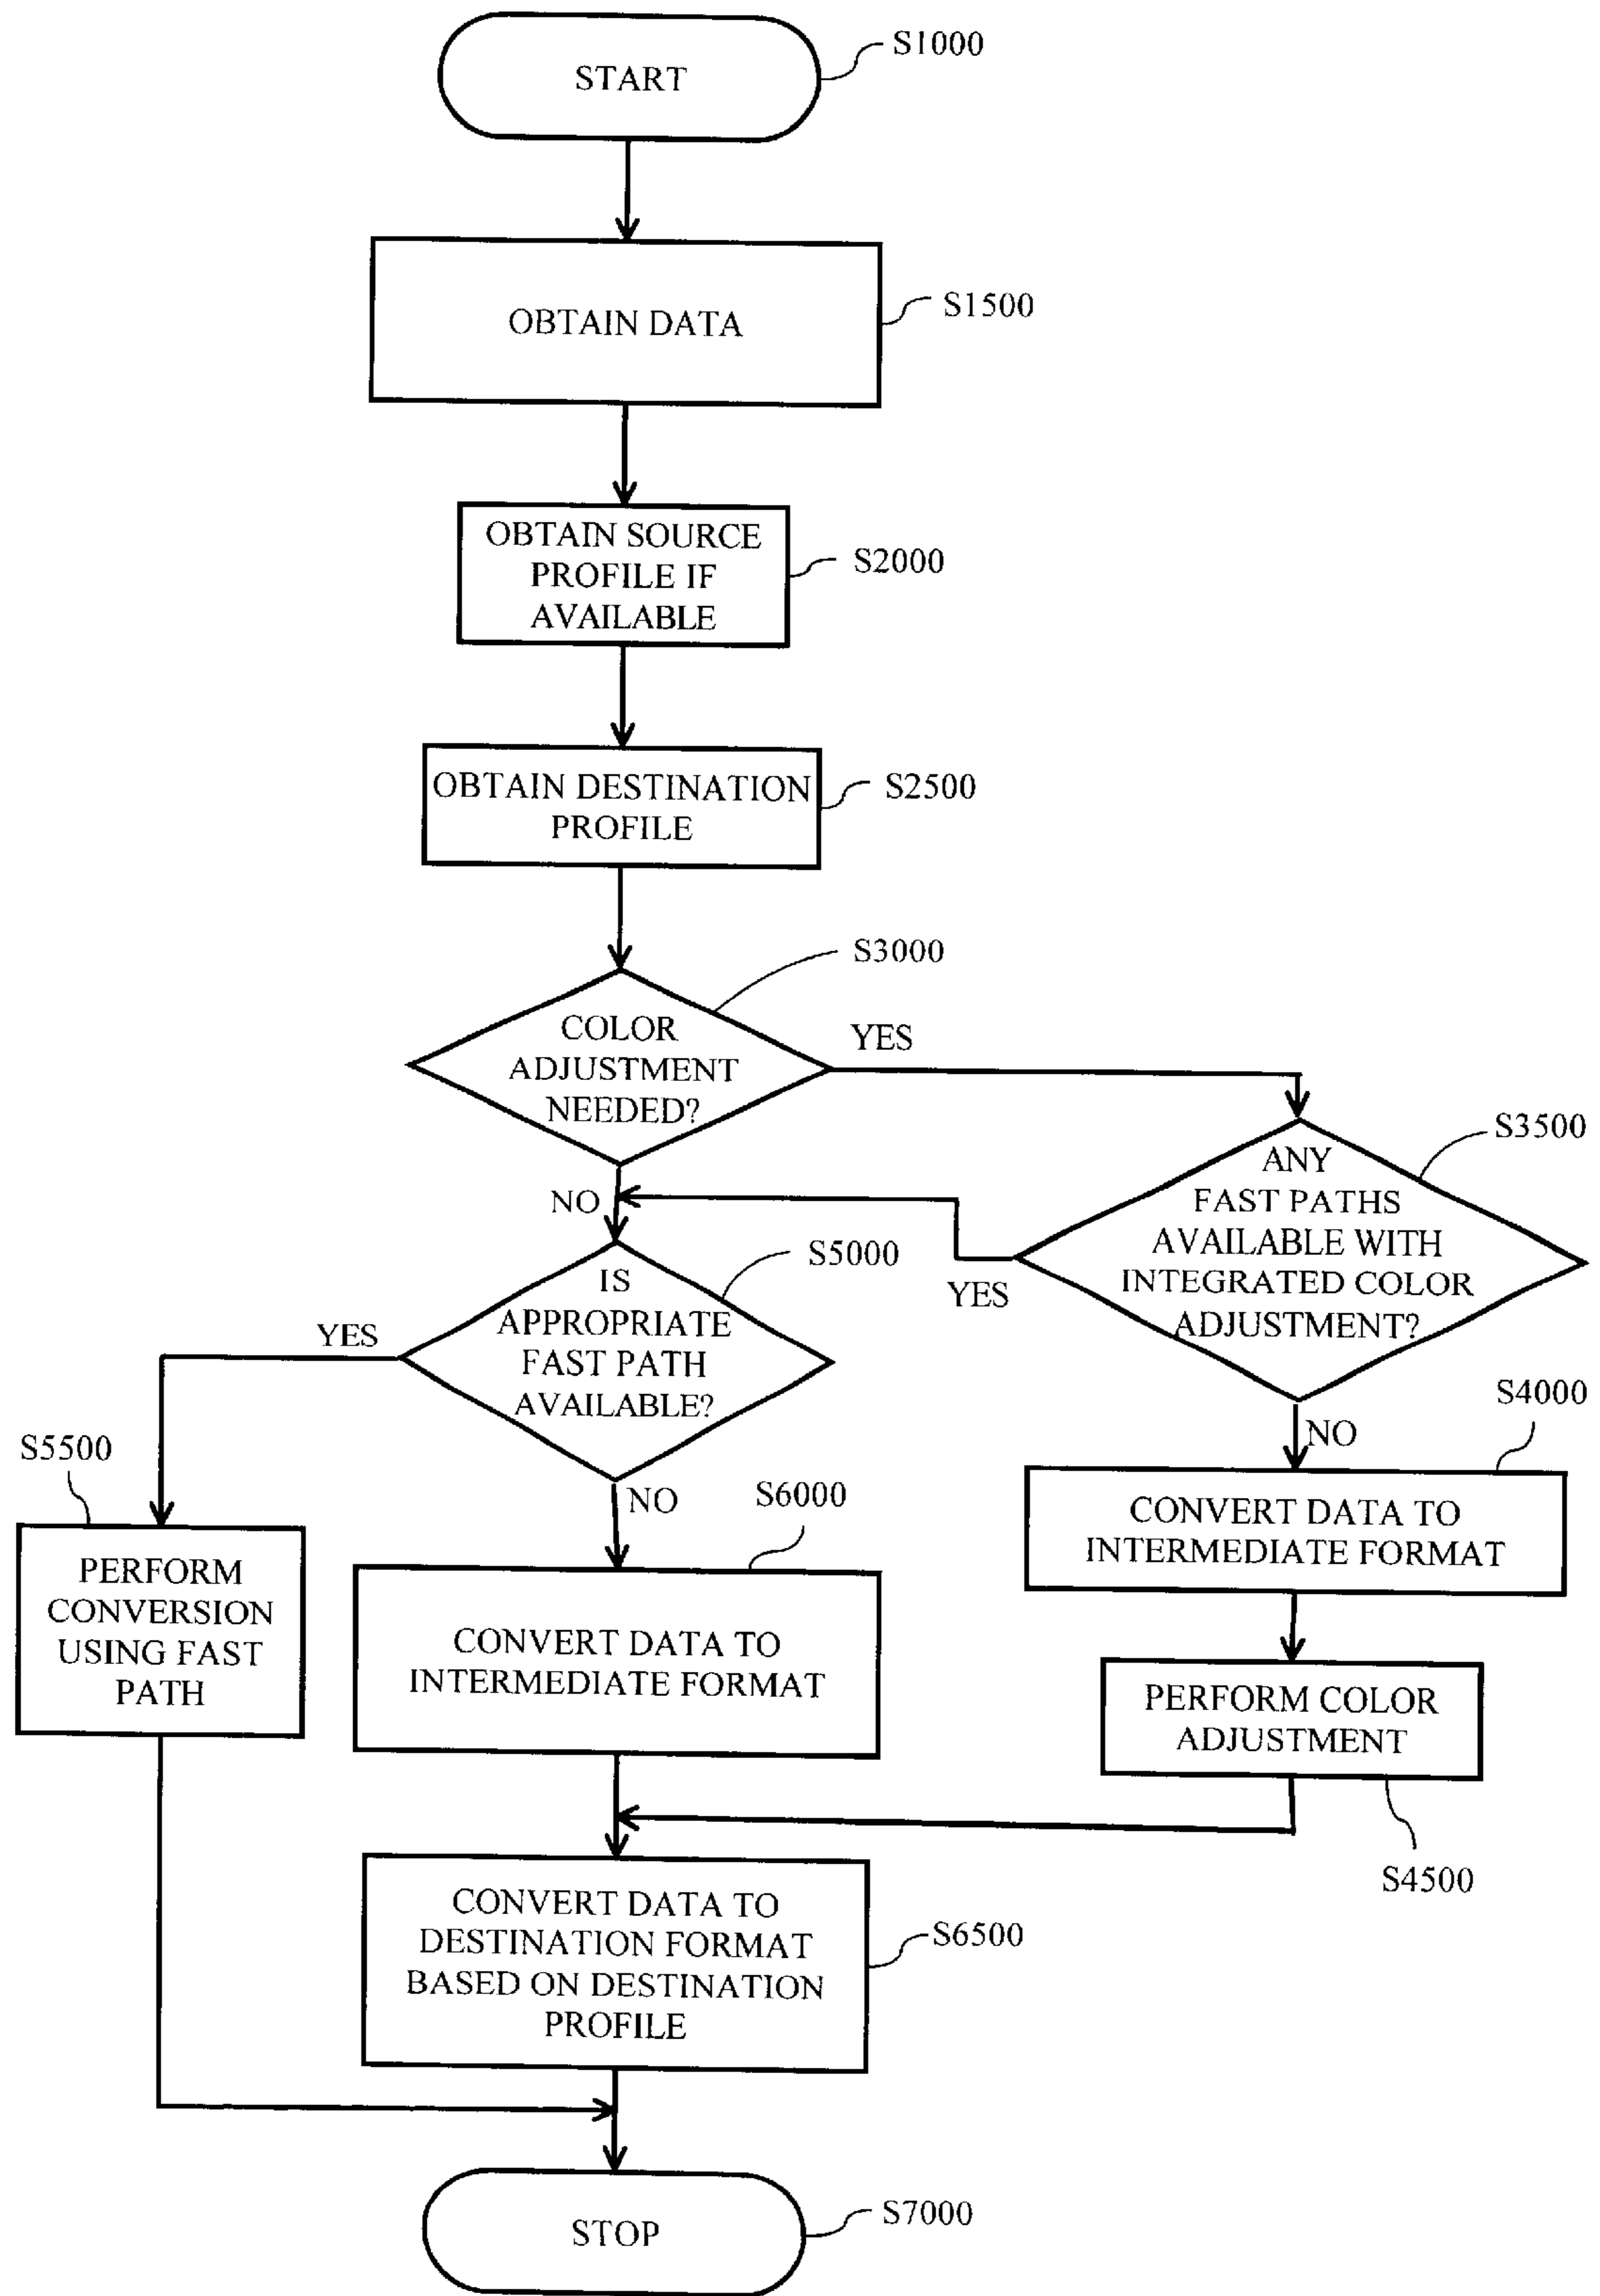 START
S1000
OBTAIN DATA
S1500
OBTAIN SOURCE
PROFILE IF
AVAILABLE
S2000
OBTAIN DESTINATION
PROFILE
S2500
S3000
COLOR
ADJUSTMENT
NEEDED?
YES
S3500
ANY
FAST PATHS
AVAILABLE WITH
INTEGRATED COLOR
ADJUSTMENT?
NO
YES
S5000
IS
APPROPRIATE
FAST PATH
AVAILABLE?
YES
NO
NO
S4000
CONVERT DATA TO
INTERMEDIATE FORMAT
S5500
PERFORM
CONVERSION
USING FAST
PATH
S6000
CONVERT DATA TO
INTERMEDIATE FORMAT
PERFORM COLOR
ADJUSTMENT
S4500
CONVERT DATA TO
DESTINATION FORMAT
BASED ON DESTINATION
PROFILE
S6500
STOP
S7000